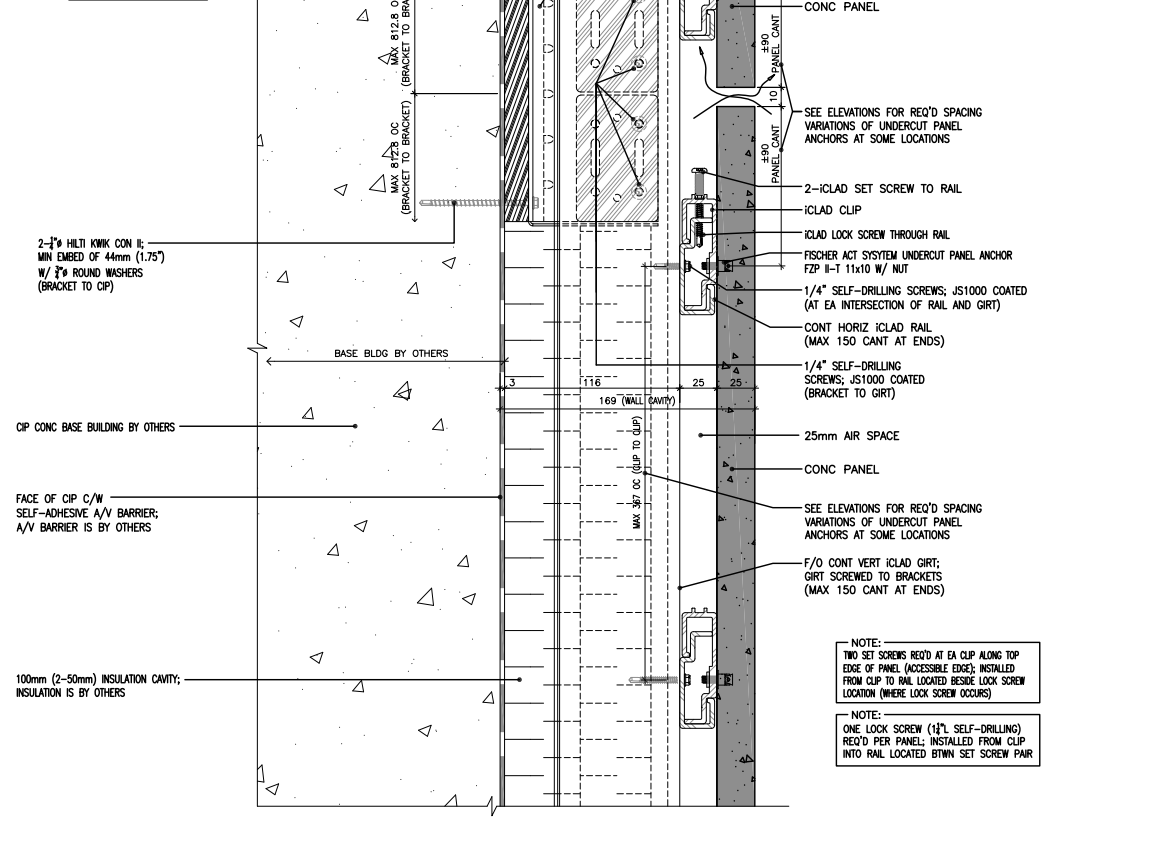 CONC PANEL
MAX 812.8 O
(BRACKET TO BRA
MAX 812.8 OC
(BRACKET TO BRACKET)
±90
PANEL CANT
10
±90
PANEL CANT
SEE ELEVATIONS FOR REQ'D SPACING
VARIATIONS OF UNDERCUT PANEL
ANCHORS AT SOME LOCATIONS
2-iCLAD SET SCREW TO RAIL
iCLAD CLIP
iCLAD LOCK SCREW THROUGH RAIL
FISCHER ACT SYSYTEM UNDERCUT PANEL ANCHOR
FZP II-T 11x10 W/ NUT
1/4" SELF-DRILLING SCREWS; JS1000 COATED
(AT EA INTERSECTION OF RAIL AND GIRT)
CONT HORIZ iCLAD RAIL
(MAX 150 CANT AT ENDS)
1/4" SELF-DRILLING
SCREWS; JS1000 COATED
(BRACKET TO GIRT)
HILTI KWIK CON II;
MIN EMBED OF 44mm (1.75")
ROUND WASHERS
(BRACKET TO CIP)
BASE BLDG BY OTHERS
3 116 25 25
169 (WALL CAVITY)
MAX 367 OC (CLIP TO CLIP)
25mm AIR SPACE
CONC PANEL
CIP CONC BASE BUILDING BY OTHERS
FACE OF CIP C/W
SELF-ADHESIVE A/V BARRIER;
A/V BARRIER IS BY OTHERS
SEE ELEVATIONS FOR REQ'D SPACING
VARIATIONS OF UNDERCUT PANEL
ANCHORS AT SOME LOCATIONS
F/O CONT VERT iCLAD GIRT;
GIRT SCREWED TO BRACKETS
(MAX 150 CANT AT ENDS)
100mm (2-50mm) INSULATION CAVITY;
INSULATION IS BY OTHERS
NOTE:
TWO SET SCREWS REQ'D AT EA CLIP ALONG TOP
EDGE OF PANEL (ACCESSIBLE EDGE); INSTALLED
FROM CLIP TO RAIL LOCATED BESIDE LOCK SCREW
LOCATION (WHERE LOCK SCREW OCCURS)
NOTE:
ONE LOCK SCREW SELF-DRILLING)
REQ'D PER PANEL; INSTALLED FROM CLIP
INTO RAIL LOCATED BTWN SET SCREW PAIR